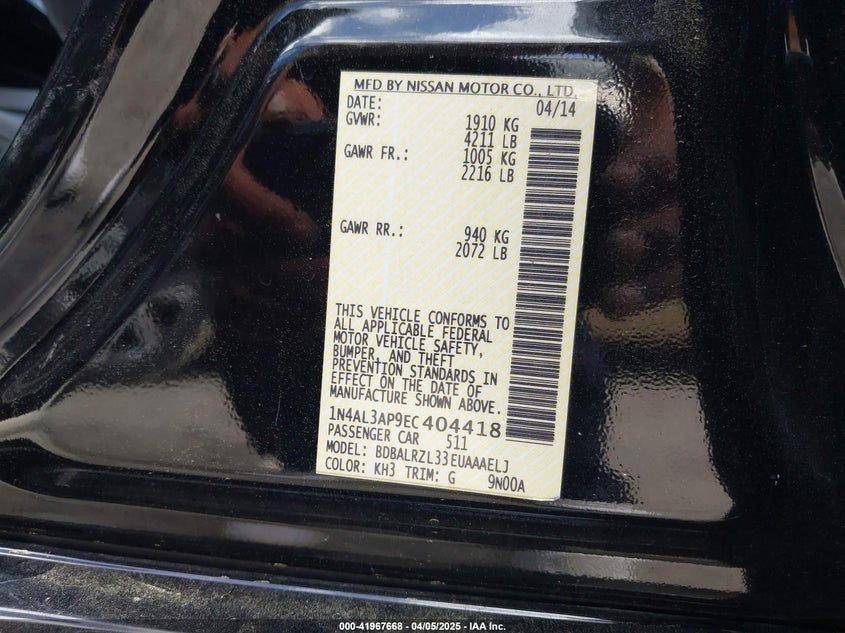 MFD BY NISSAN MOTOR CO., LTD.
DATE: 04/14
GVWR: 1910 KG
4211 LB
GAWR FR.: 1005 KG
2216 LB
GAWR RR.: 940 KG
2072 LB
THIS VEHICLE CONFORMS TO
ALL APPLICABLE FEDERAL
MOTOR VEHICLE SAFETY,
BUMPER, AND THEFT
PREVENTION STANDARDS IN
EFFECT ON THE DATE OF
MANUFACTURE SHOWN ABOVE.
1N4AL3AP9EC404418
PASSENGER CAR 511
MODEL: BDBALRZL33EUAAAELJ
COLOR: KH3 TRIM: G 9N00A
000-41967668 - 04/05/2025 - IAA Inc.